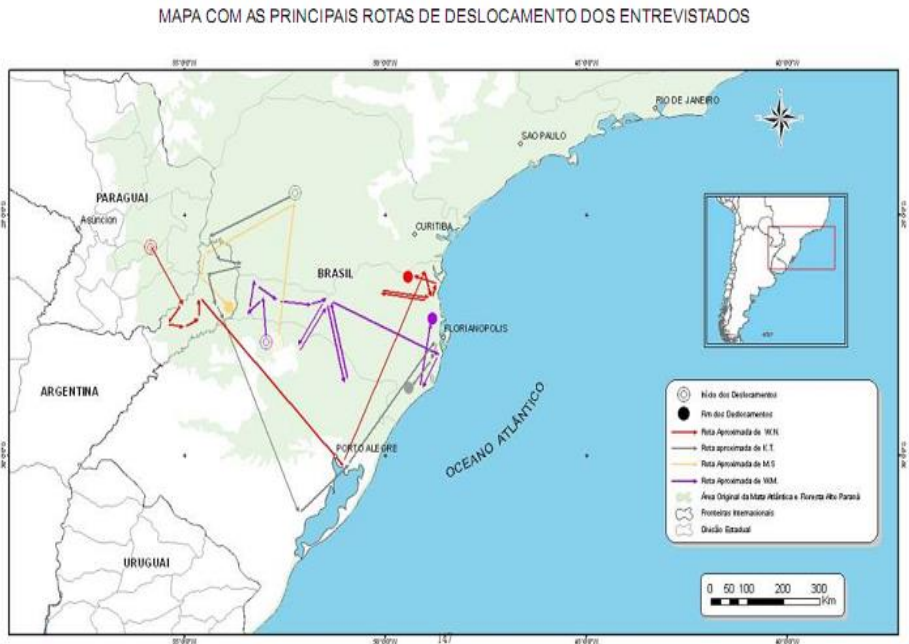 MAPA COM AS PRINCIPAIS ROTAS DE DESLOCAMENTO DOS ENTREVISTADOS
RIO DE JANEIRO
SAO PAULO
PARAGUAI
Asuncion
CURITIBA
BRASIL
FLORIANOPOLIS
ARGENTINA
PORTO ALEGRE
OCEANO ATLÂNTICO
URUGUAI
Início dos Deslocamentos
Fim dos Deslocamentos
Rota Aproximada de W.N.
Rota aproximada de K.T.
Rota Aproximada de M.S
Rota Aproximada de W.M.
Área Original da Mata Atlântica e Floresta Alto Paraná
Fronteiras Internacionais
Divisão Estadual
0 50 100 200 300
Km
147